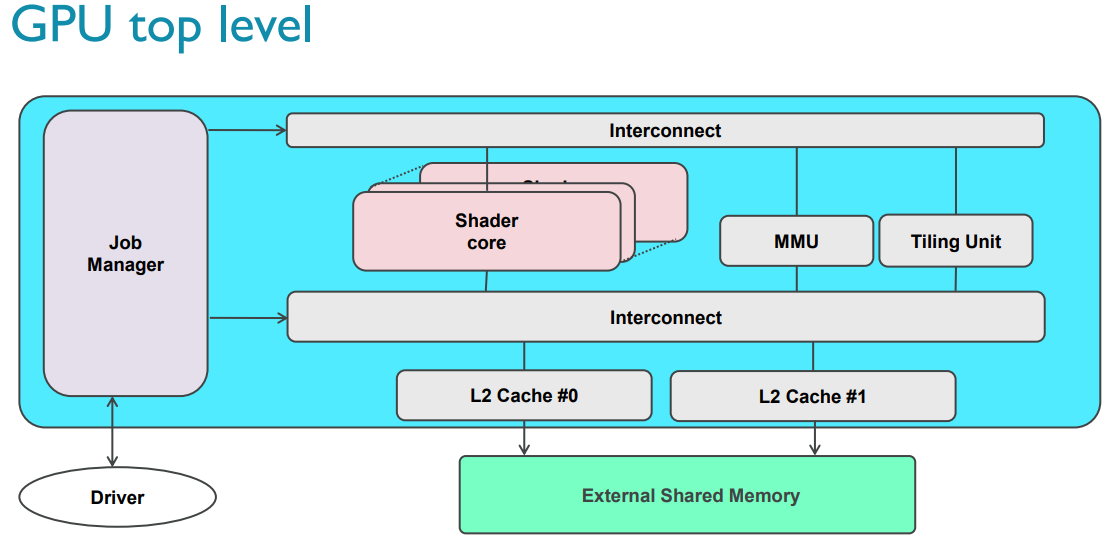 GPU top level
Interconnect
Job
Manager
Shader
core
MMU
Tiling Unit
Interconnect
L2 Cache #0
L2 Cache #1
Driver
External Shared Memory